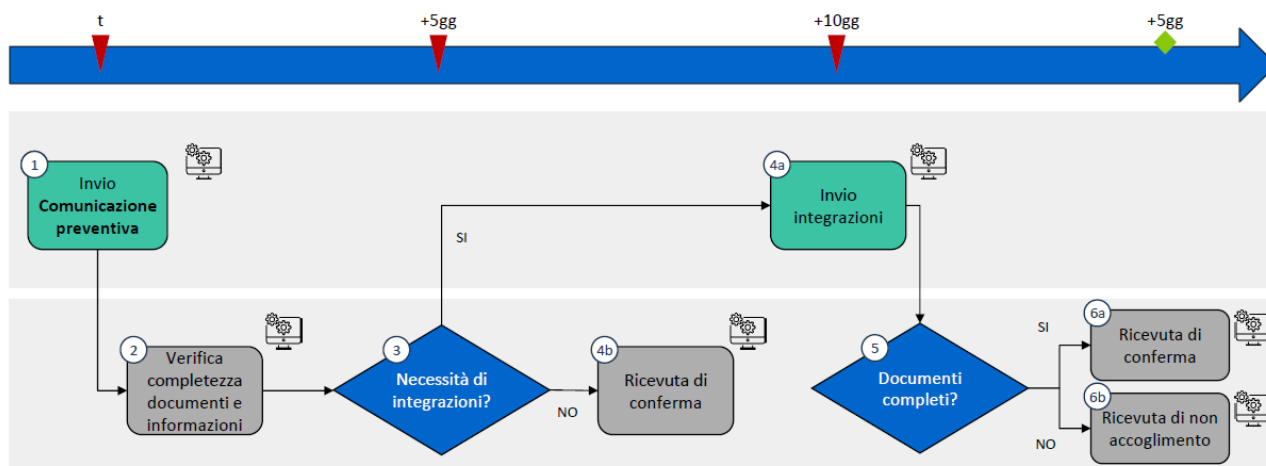 t
+5gg
+10gg
+5gg
1
Invio
Comunicazione
preventiva
4a
Invio
integrazioni
SI
2
Verifica
completezza
documenti e
informazioni
3
Necessità di
integrazioni?
NO
4b
Ricevuta di
conferma
5
Documenti
completi?
SI
6a
Ricevuta di
conferma
NO
6b
Ricevuta di non
accoglimento